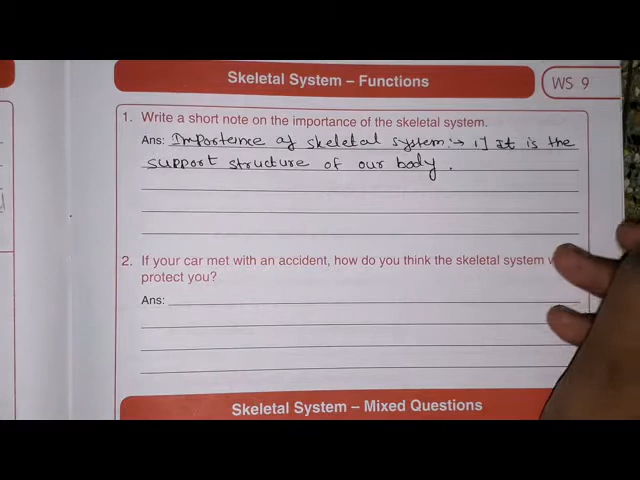 Skeletal System – Functions
WS 9
1. Write a short note on the importance of the skeletal system.
Ans: Importence of skeletal system:→ 1] It is the
support structure of our body.
2. If your car met with an accident, how do you think the skeletal system
protect you?
Ans:
Skeletal System – Mixed Questions